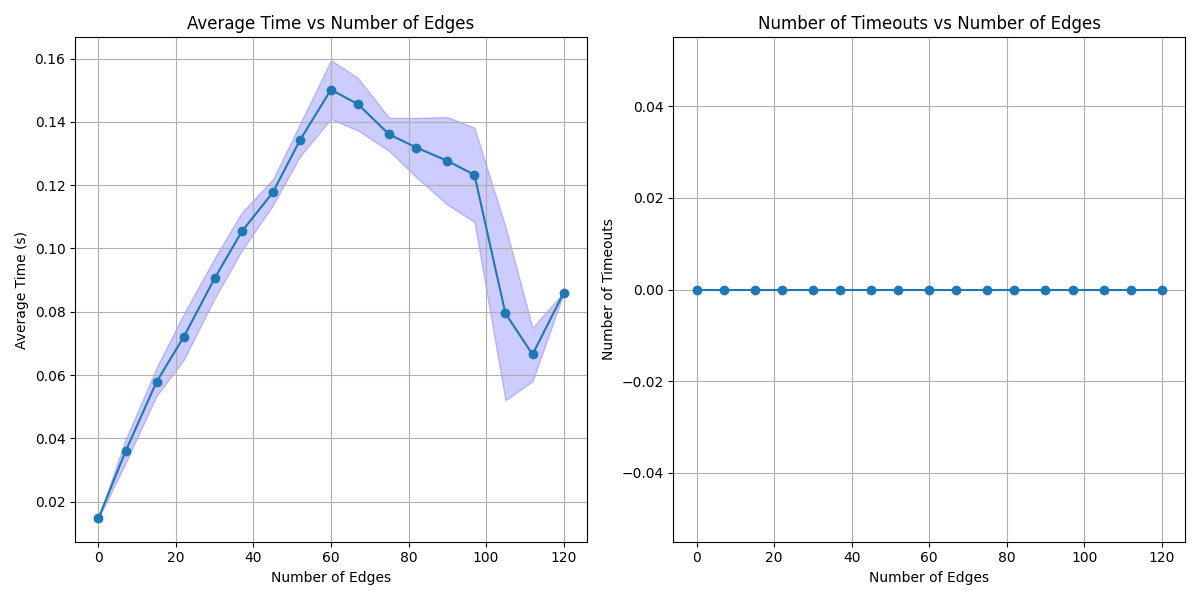 Average Time vs Number of Edges
Average Time (s)
0.16
0.14
0.12
0.10
0.08
0.06
0.04
0.02
0 20 40 60 80 100 120
Number of Edges
Number of Timeouts vs Number of Edges
Number of Timeouts
0.04
0.02
0.00
−0.02
−0.04
0 20 40 60 80 100 120
Number of Edges